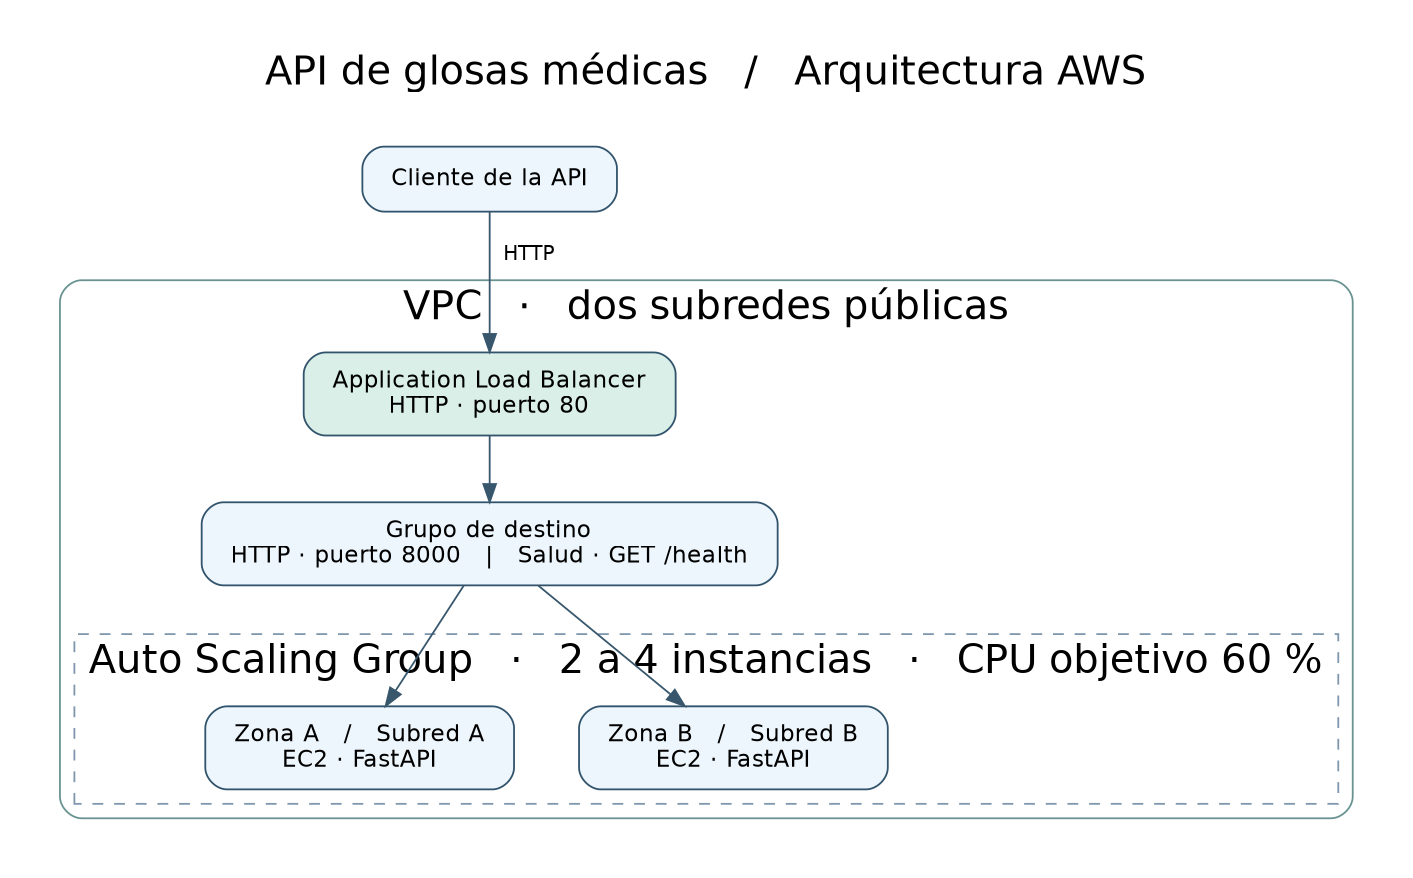 API de glosas médicas / Arquitectura AWS
Cliente de la API
HTTP
VPC · dos subredes públicas
Application Load Balancer
HTTP · puerto 80
Grupo de destino
HTTP · puerto 8000 | Salud · GET /health
Auto Scaling Group · 2 a 4 instancias · CPU objetivo 60 %
Zona A / Subred A
EC2 · FastAPI
Zona B / Subred B
EC2 · FastAPI